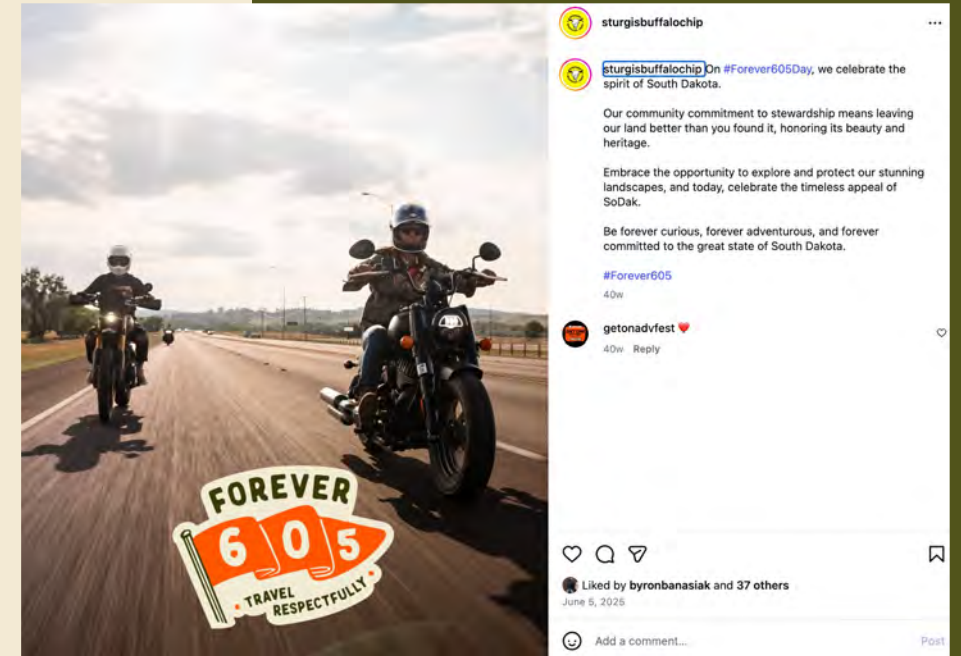 sturgisbuffalochip
sturgisbuffalochip On #Forever605Day, we celebrate the
spirit of South Dakota.
Our community commitment to stewardship means leaving
our land better than you found it, honoring its beauty and
heritage.
Embrace the opportunity to explore and protect our stunning
landscapes, and today, celebrate the timeless appeal of
SoDak.
Be forever curious, forever adventurous, and forever
committed to the great state of South Dakota.
#Forever605
40w
getonadvfest ❤️
40w Reply
Liked by byronbanasiak and 37 others
June 5, 2025
Add a comment...
Post
FOREVER
605
TRAVEL
RESPECTFULLY